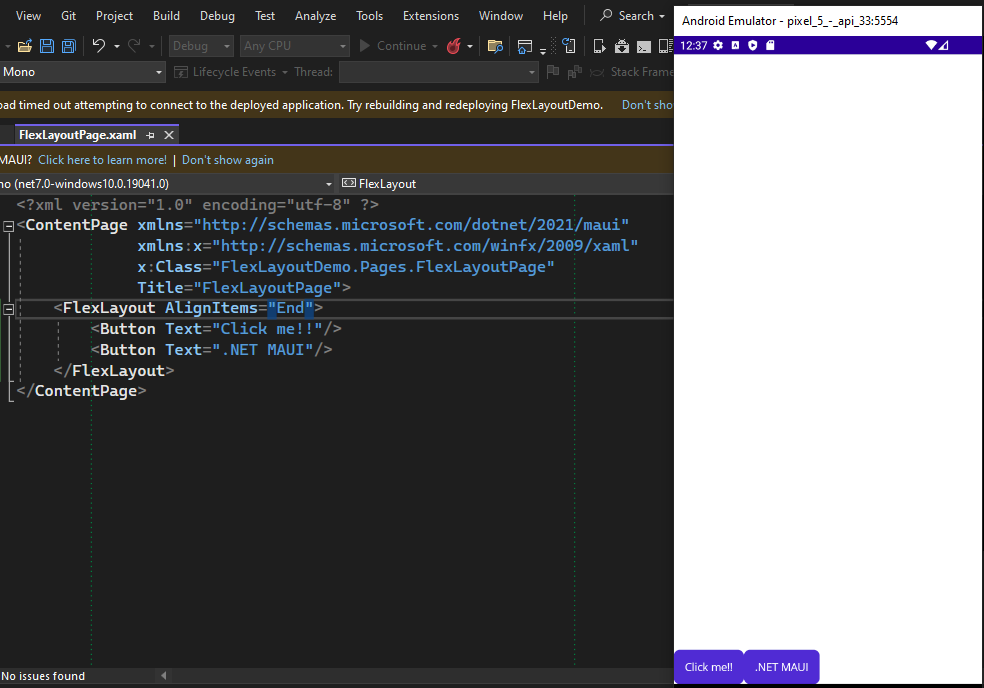 View Git Project Build Debug Test Analyze Tools Extensions Window Help Search
Debug Any CPU Continue
Mono Lifecycle Events Thread: Stack Frame
oad timed out attempting to connect to the deployed application. Try rebuilding and redeploying FlexLayoutDemo. Don't sho
FlexLayoutPage.xaml
MAUI? Click here to learn more! | Don't show again
no (net7.0-windows10.0.19041.0) FlexLayout
<?xml version="1.0" encoding="utf-8" ?>
<ContentPage xmlns="http://schemas.microsoft.com/dotnet/2021/maui"
xmlns:x="http://schemas.microsoft.com/winfx/2009/xaml"
x:Class="FlexLayoutDemo.Pages.FlexLayoutPage"
Title="FlexLayoutPage">
<FlexLayout AlignItems="End">
<Button Text="Click me!!"/>
<Button Text=".NET MAUI"/>
</FlexLayout>
</ContentPage>
No issues found
Android Emulator - pixel_5_-_api_33:5554
12:37
Click me!! .NET MAUI